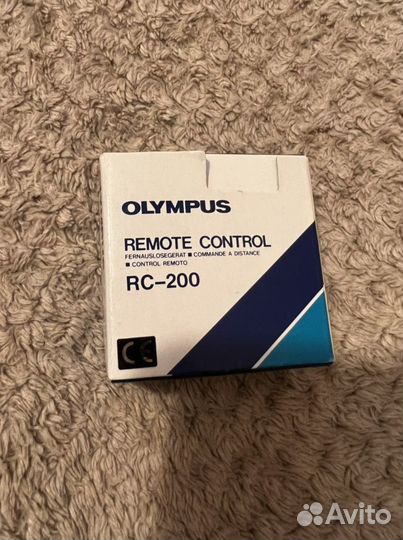 OLYMPUS
REMOTE CONTROL
FERNAUSLOSEGERAT ■ COMMANDE A DISTANCE
■ CONTROL REMOTO
RC-200
CE
Avito